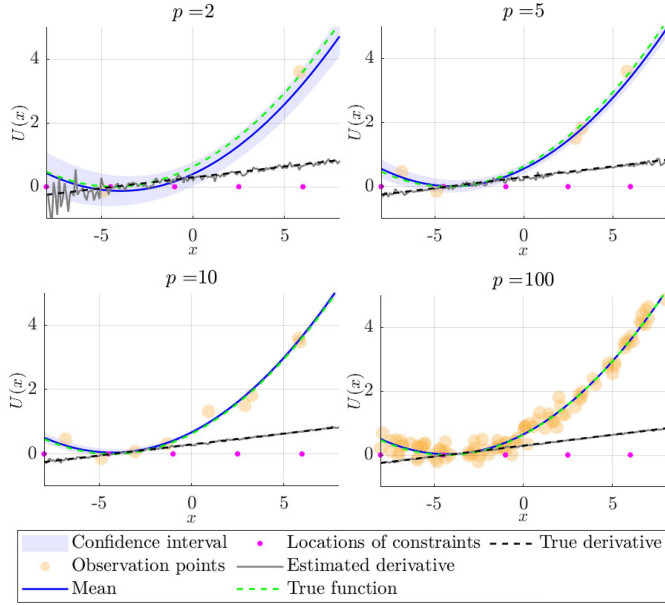 p =2
p =5
4
2
0
U(x)
-5
0
5
x
4
2
0
U(x)
-5
0
5
x
p =10
p =100
4
2
0
U(x)
-5
0
5
x
4
2
0
U(x)
-5
0
5
x
Confidence interval
Locations of constraints
True derivative
Observation points
Estimated derivative
Mean
True function